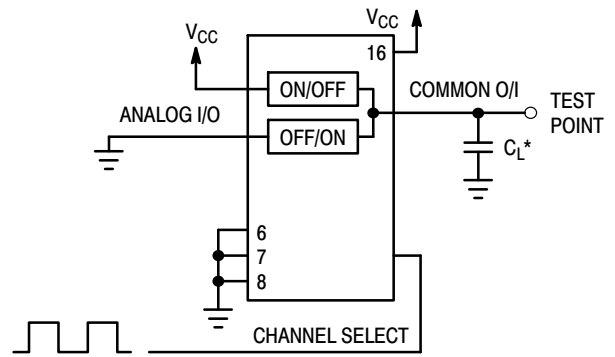 VCC
VCC
16
ON/OFF
COMMON O/I
TEST
POINT
ANALOG I/O
OFF/ON
CL*
6
7
8
CHANNEL SELECT